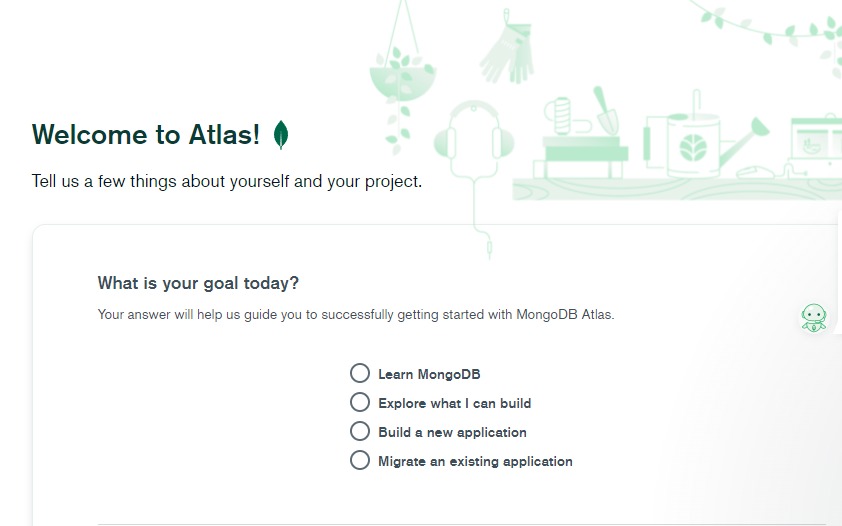 Welcome to Atlas!
Tell us a few things about yourself and your project.
What is your goal today?
Your answer will help us guide you to successfully getting started with MongoDB Atlas.
Learn MongoDB
Explore what I can build
Build a new application
Migrate an existing application